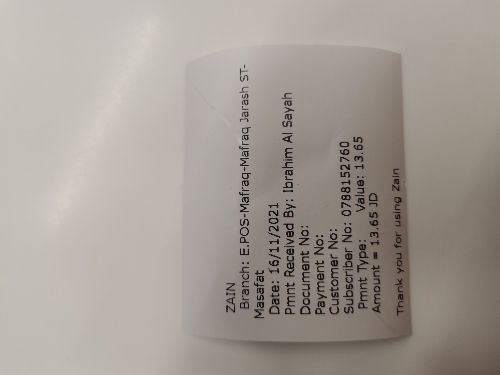 ZAIN
Branch: E.POS-Mafraq-Mafraq Jarash ST-
Masafat
Date: 16/11/2021
Pmnt Received By: Ibrahim Al Sayah
Document No:
Payment No:
Customer No:
Subscriber No: 0788152760
Pmnt Type: Value: 13.65
Amount = 13.65 JD
Thank you for using Zain